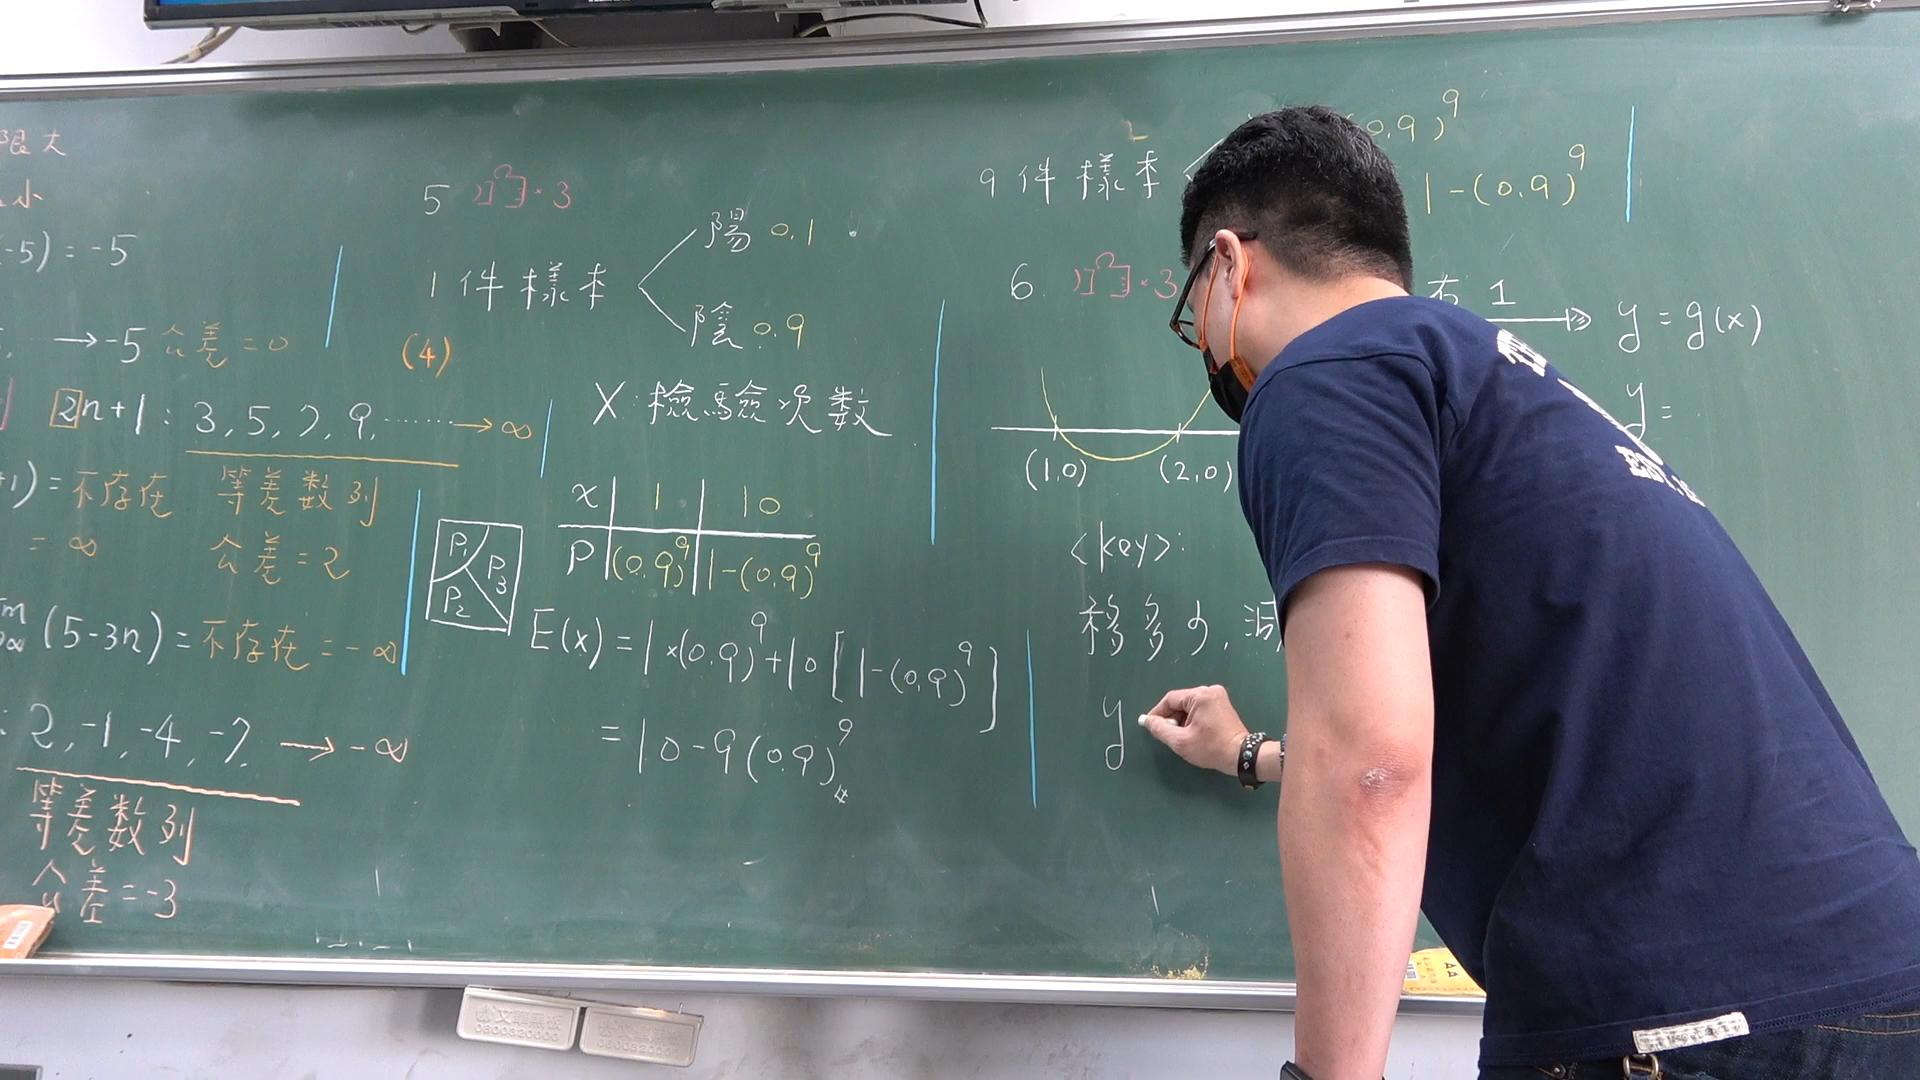 限大
小
(-5) = -5
→ -5 公差 = 0
2n+1 : 3, 5, 7, 9, ⋯⋯ → ∞
+1) = 不存在 等差數列
= ∞ 公差 = 2
(5-3n) = 不存在 = -∞
: 2, -1, -4, -7, → -∞
等差數列
公差 = -3
5
陽 0.1
1 件樣本
陰 0.9
(4)
X : 檢驗次數
x 1 10
P (0.9)⁹ 1-(0.9)⁹
P₁ P₂ P₃
E(x) = 1×(0.9)⁹ + 10[1-(0.9)⁹]
= 10 - 9(0.9)⁹
9 件樣本
0.9)⁹
1-(0.9)⁹
6
右 1
y = g(x)
y =
(1,0) (2,0)
<key>:
移多少,
y
0800320000
0800320000